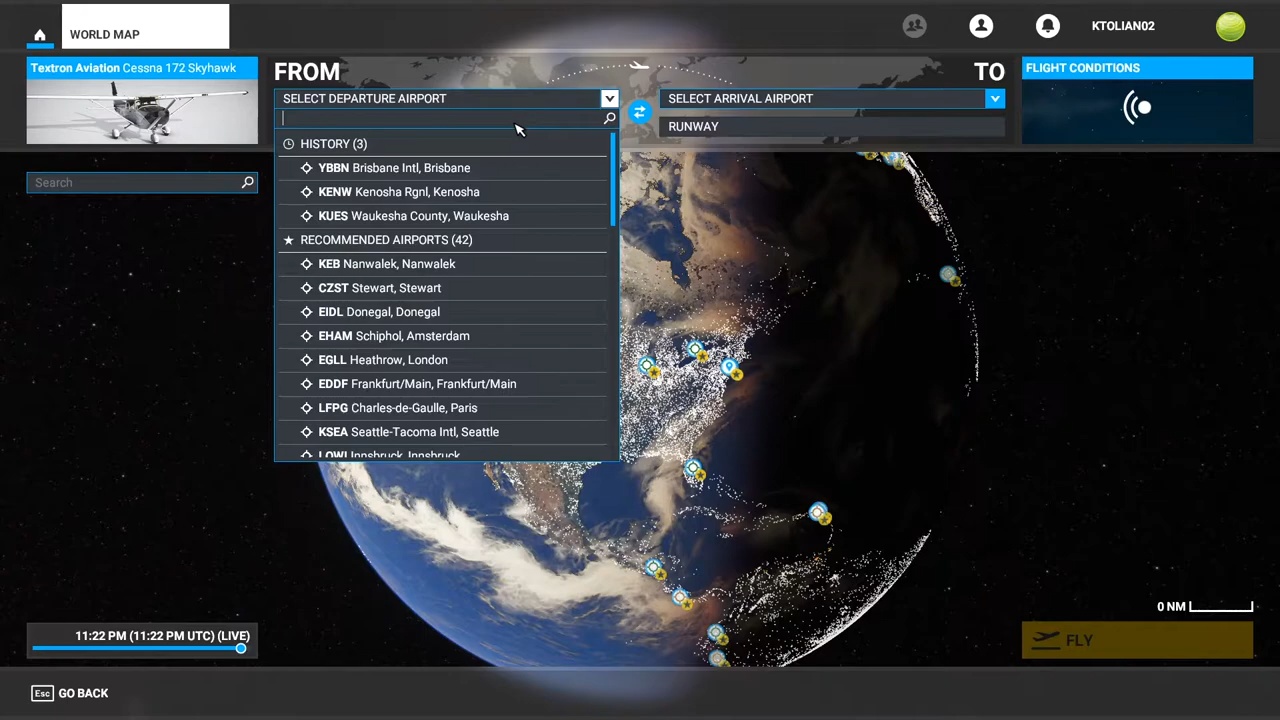 WORLD MAP
KTOLIAN02
Textron Aviation Cessna 172 Skyhawk
FROM
TO
FLIGHT CONDITIONS
SELECT DEPARTURE AIRPORT
SELECT ARRIVAL AIRPORT
RUNWAY
HISTORY (3)
YBBN Brisbane Intl, Brisbane
KENW Kenosha Rgnl, Kenosha
KUES Waukesha County, Waukesha
RECOMMENDED AIRPORTS (42)
KEB Nanwalek, Nanwalek
CZST Stewart, Stewart
EIDL Donegal, Donegal
EHAM Schiphol, Amsterdam
EGLL Heathrow, London
EDDF Frankfurt/Main, Frankfurt/Main
LFPG Charles-de-Gaulle, Paris
KSEA Seattle-Tacoma Intl, Seattle
LOWI Innsbruck, Innsbruck
Search
0 NM
11:22 PM (11:22 PM UTC) (LIVE)
FLY
Esc GO BACK